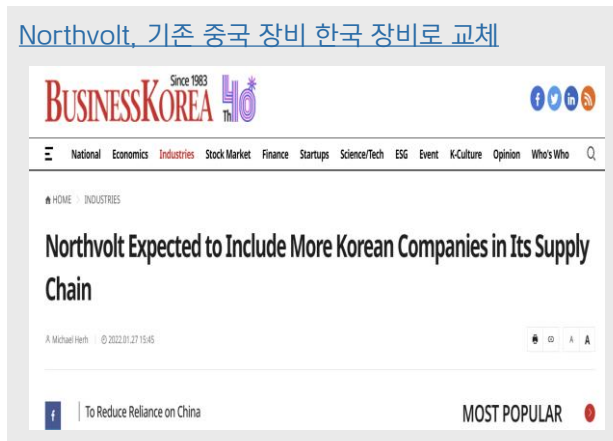 Northvolt, 기존 중국 장비 한국 장비로 교체
Since 1983
BUSINESSKOREA 40 Th
National Economics Industries Stock Market Finance Startups Science/Tech ESG Event K-Culture Opinion Who's Who
HOME > INDUSTRIES
Northvolt Expected to Include More Korean Companies in Its Supply
Chain
Michael Herh | 2022.01.27 15:45
A A
To Reduce Reliance on China
MOST POPULAR